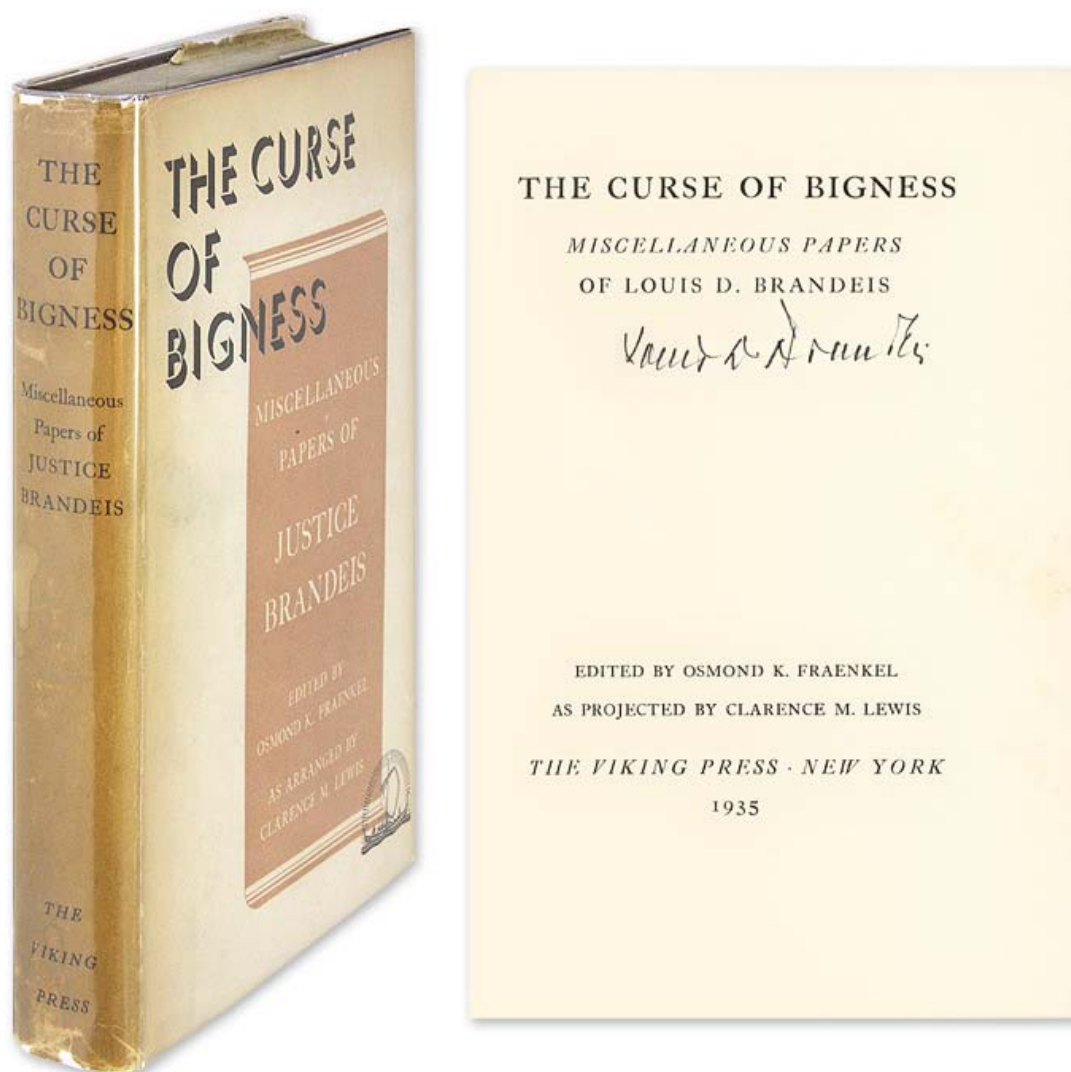 THE
CURSE
OF
BIGNESS
Miscellaneous
Papers of
JUSTICE
BRANDEIS
THE
VIKING
PRESS
THE CURSE
OF
BIGNESS
MISCELLANEOUS
PAPERS OF
JUSTICE
BRANDEIS
EDITED BY
OSMOND K. FRAENKEL
AS ARRANGED BY
CLARENCE M. LEWIS
THE CURSE OF BIGNESS
MISCELLANEOUS PAPERS
OF LOUIS D. BRANDEIS
Louis D Brandeis
EDITED BY OSMOND K. FRAENKEL
AS PROJECTED BY CLARENCE M. LEWIS
THE VIKING PRESS · NEW YORK
1935